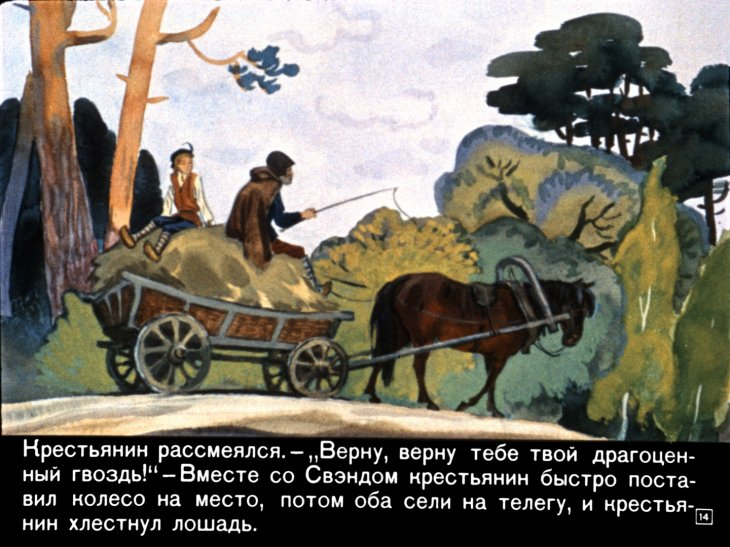 Крестьянин рассмеялся.–„Верну, верну тебе твой драгоцен-
ный гвоздь!“–Вместе со Свэндом крестьянин быстро поста-
вил колесо на место, потом оба сели на телегу, и крестья-
нин хлестнул лошадь.
14